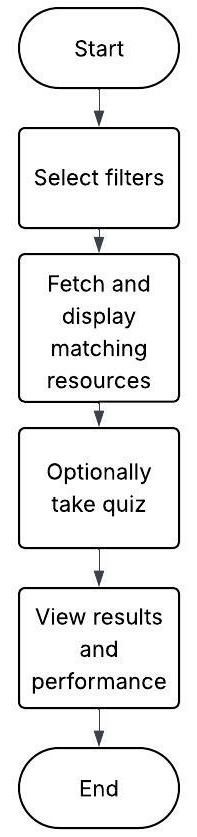 Start
Select filters
Fetch and
display
matching
resources
Optionally
take quiz
View results
and
performance
End